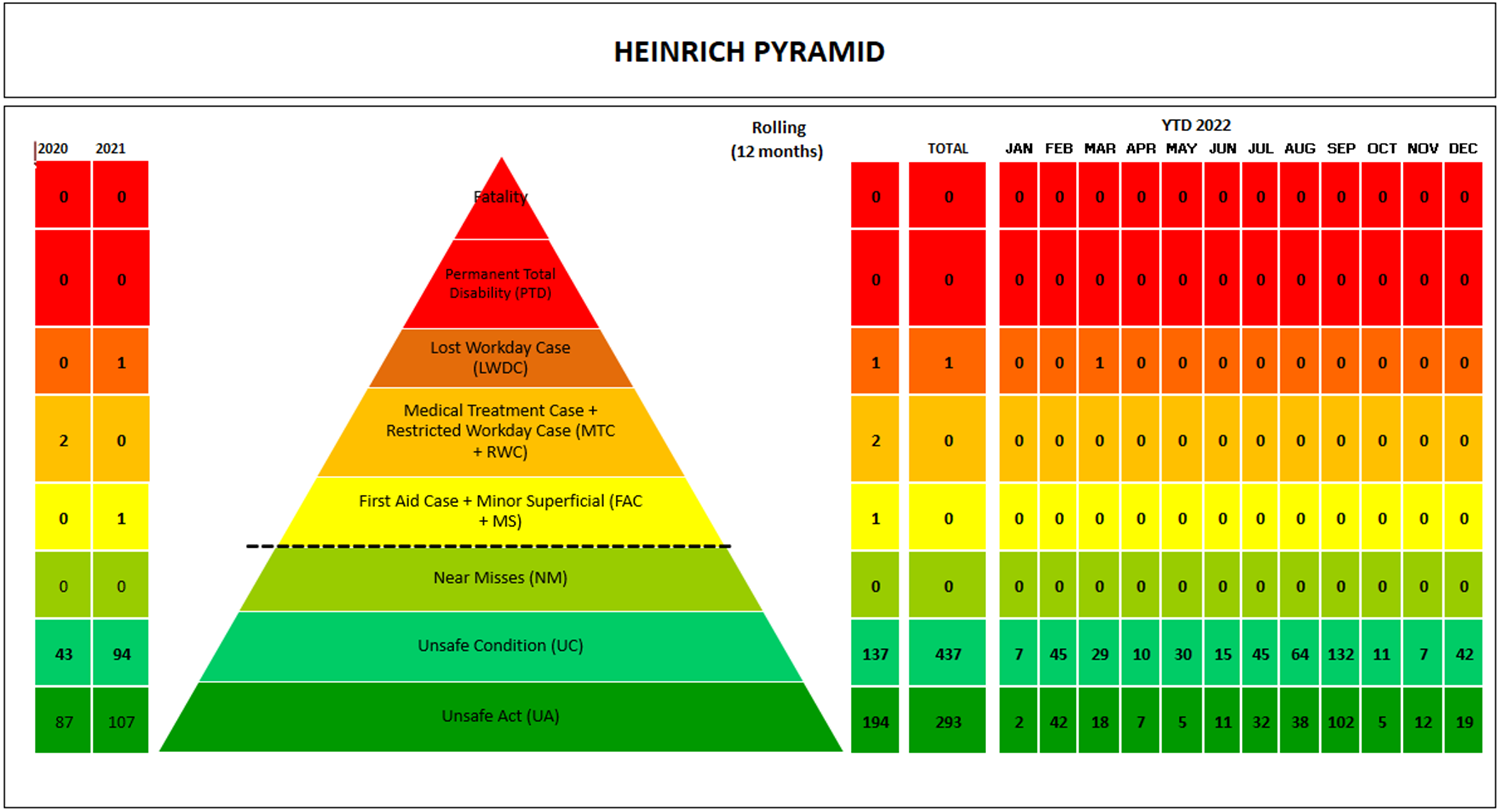 HEINRICH PYRAMID
Rolling
(12 months)
YTD 2022
2020 2021 TOTAL JAN FEB MAR APR MAY JUN JUL AUG SEP OCT NOV DEC
0 0 Fatality 0 0 0 0 0 0 0 0 0 0 0 0 0 0
Permanent Total
Disability (PTD)
0 0 0 0 0 0 0 0 0 0 0 0 0 0 0 0
Lost Workday Case
(LWDC)
0 1 1 1 0 0 1 0 0 0 0 0 0 0 0 0
Medical Treatment Case +
Restricted Workday Case (MTC
+ RWC)
2 0 2 0 0 0 0 0 0 0 0 0 0 0 0 0
First Aid Case + Minor Superficial (FAC
+ MS)
0 1 1 0 0 0 0 0 0 0 0 0 0 0 0 0
0 0 Near Misses (NM) 0 0 0 0 0 0 0 0 0 0 0 0 0 0
43 94 Unsafe Condition (UC) 137 437 7 45 29 10 30 15 45 64 132 11 7 42
87 107 Unsafe Act (UA) 194 293 2 42 18 7 5 11 32 38 102 5 12 19